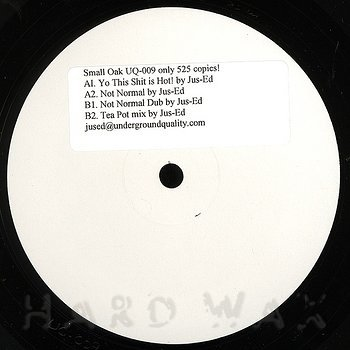 Small Oak UQ-009 only 525 copies!
A1. Yo This Shit is Hot! by Jus-Ed
A2. Not Normal by Jus-Ed
B1. Not Normal Dub by Jus-Ed
B2. Tea Pot mix by Jus-Ed
jused@undergroundquality.com
HARD WAX